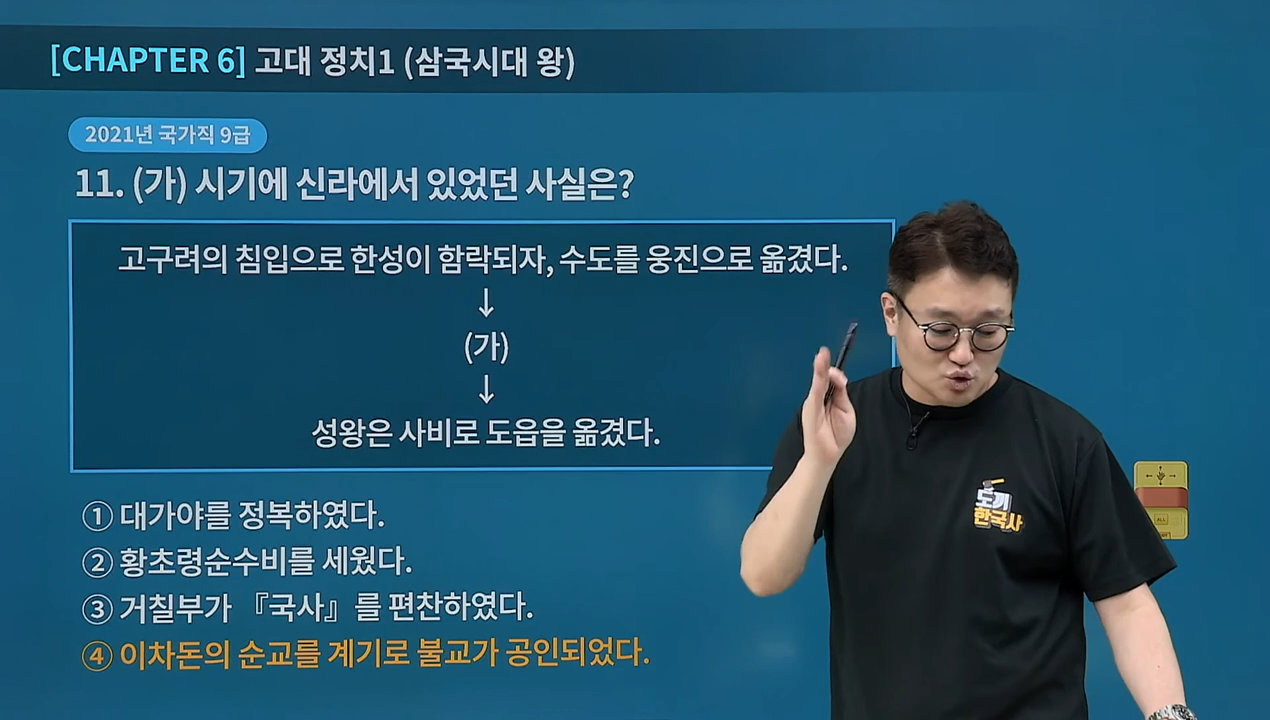 [CHAPTER 6] 고대 정치1 (삼국시대 왕)
2021년 국가직 9급
11. (가) 시기에 신라에서 있었던 사실은?
고구려의 침입으로 한성이 함락되자, 수도를 웅진으로 옮겼다.
↓
(가)
↓
성왕은 사비로 도읍을 옮겼다.
① 대가야를 정복하였다.
② 황초령순수비를 세웠다.
③ 거칠부가 『국사』를 편찬하였다.
④ 이차돈의 순교를 계기로 불교가 공인되었다.
도끼
한국사
ALL